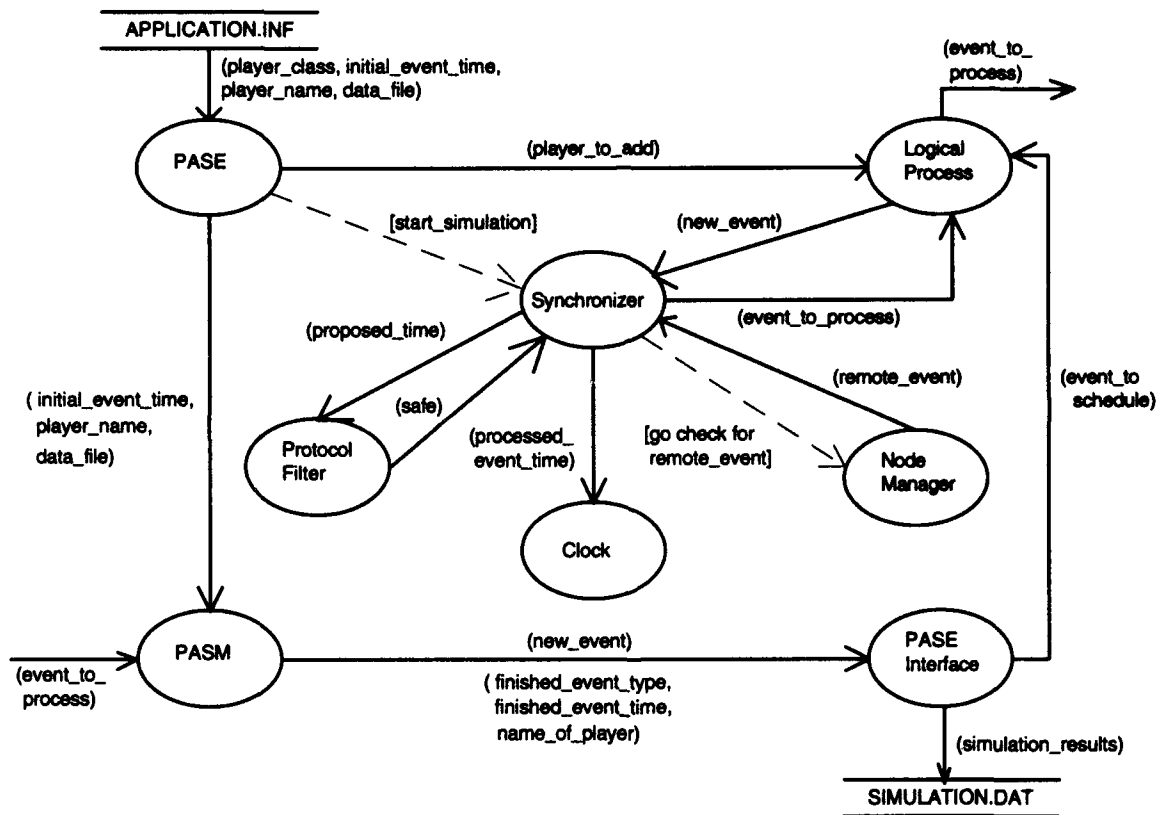 APPLICATION.INF
(player_class, initial_event_time,
player_name, data_file)
(event_to_
process)
PASE
(player_to_add)
Logical
Process
[start_simulation]
(new_event)
Synchronizer
(event_to_process)
(proposed_time)
(remote_event)
(event_to
schedule)
( initial_event_time,
player_name,
data_file)
(safe)
(processed_
event_time)
[go check for
remote_event]
Protocol
Filter
Node
Manager
Clock
PASM
(new_event)
PASE
Interface
(event_to_
process)
( finished_event_type,
finished_event_time,
name_of_player)
(simulation_results)
SIMULATION.DAT